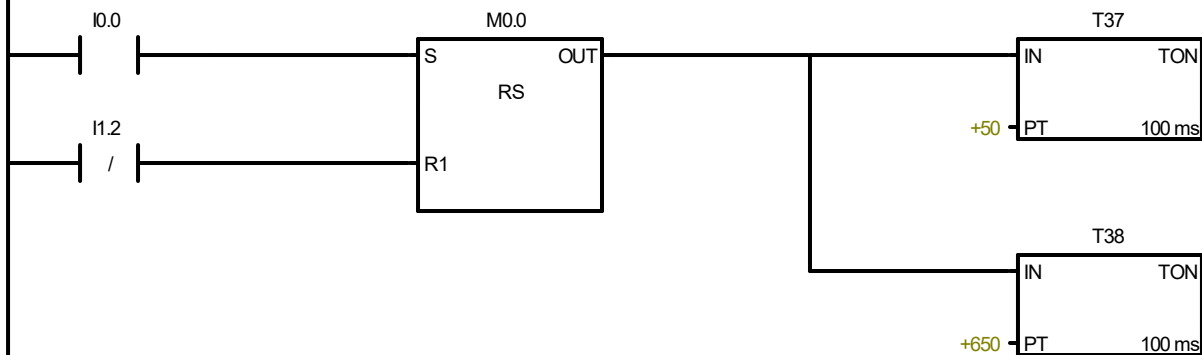 I0.0
M0.0
T37
S OUT
IN TON
RS
I1.2
+50 PT 100 ms
/
R1
T38
IN TON
+650 PT 100 ms